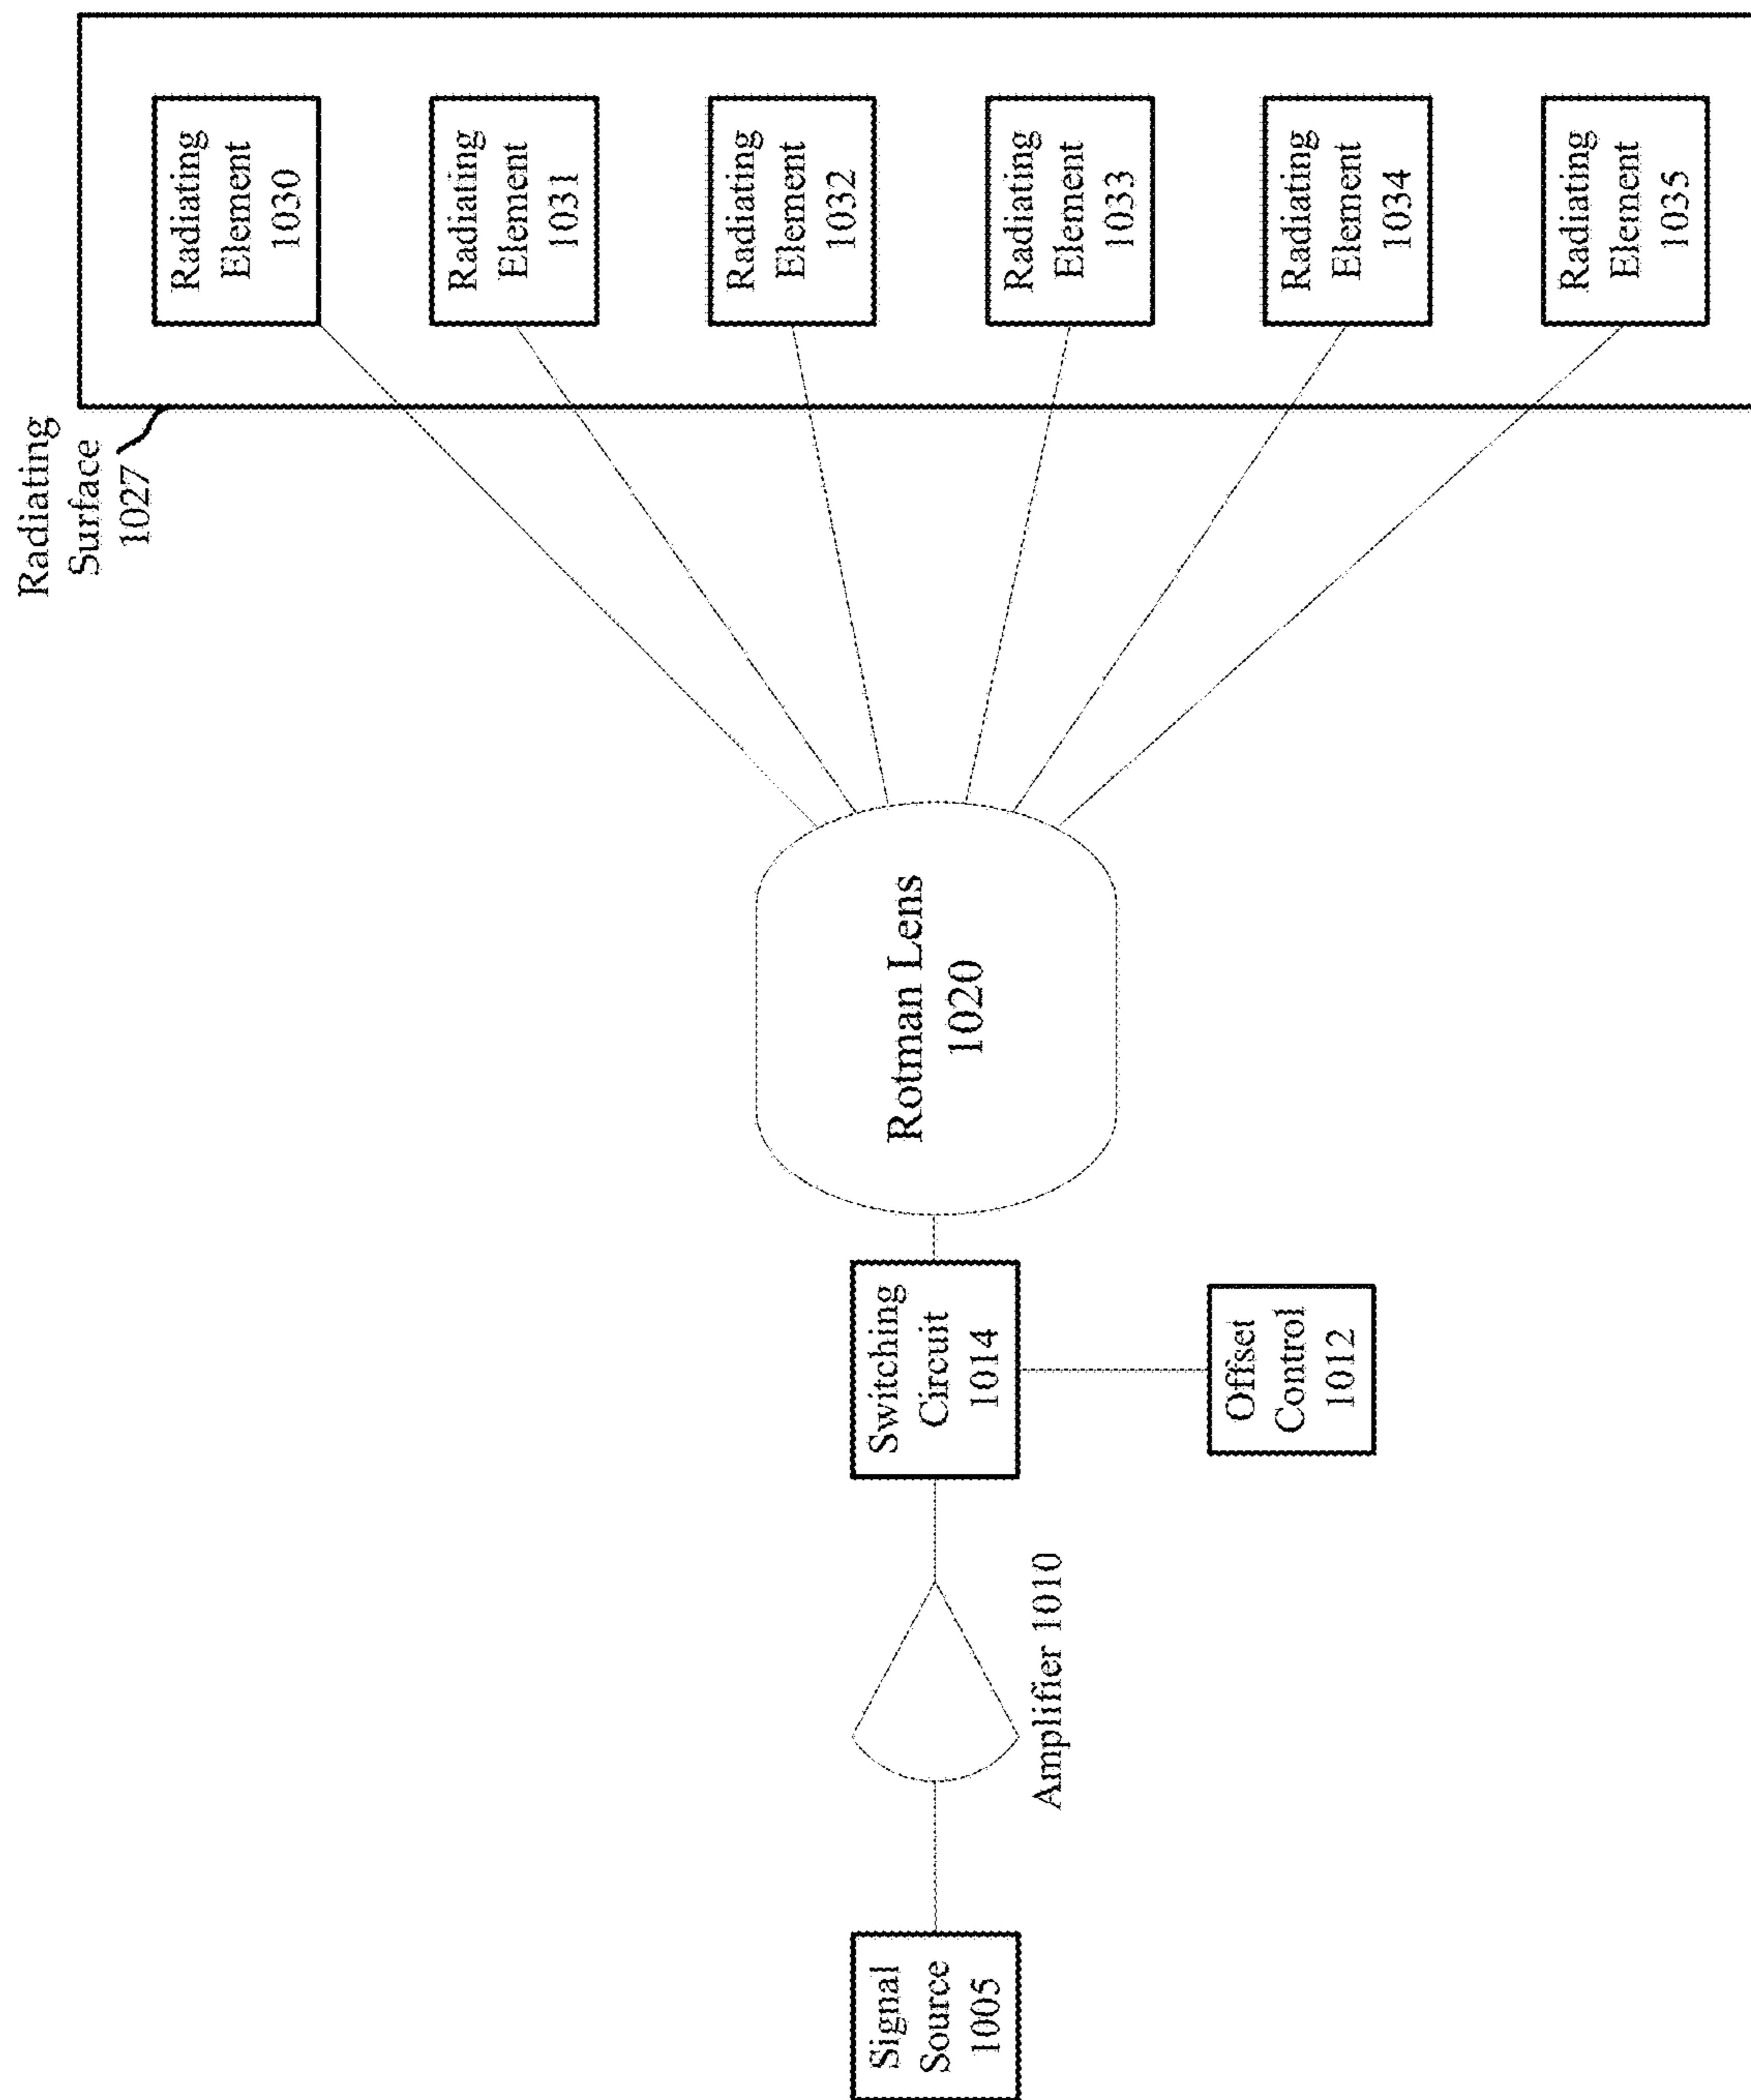 Signal
Source
1005
Amplifier 1010
Switching
Circuit
1014
Offset
Control
1012
Rotman Lens
1020
Radiating
Surface
1027
Radiating
Element
1030
Radiating
Element
1031
Radiating
Element
1032
Radiating
Element
1033
Radiating
Element
1034
Radiating
Element
1035